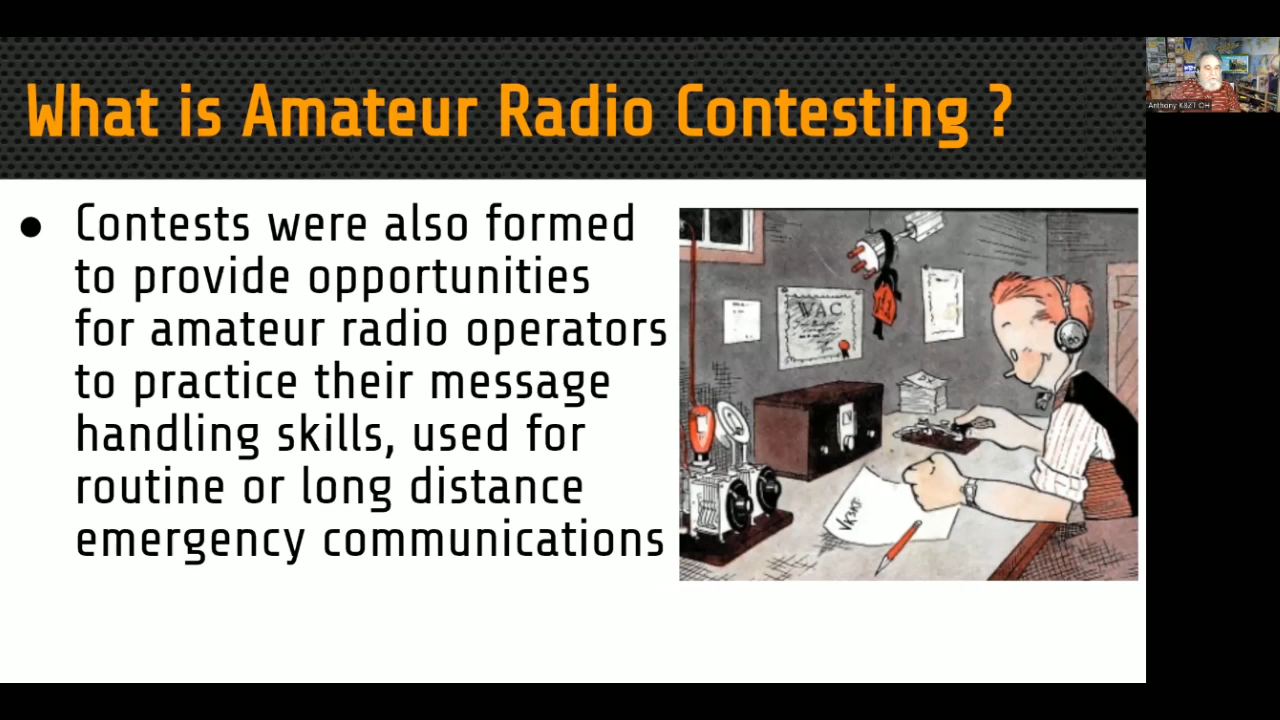 What is Amateur Radio Contesting ?
● Contests were also formed
to provide opportunities
for amateur radio operators
to practice their message
handling skills, used for
routine or long distance
emergency communications
WAC
Anthony K8ZT OH